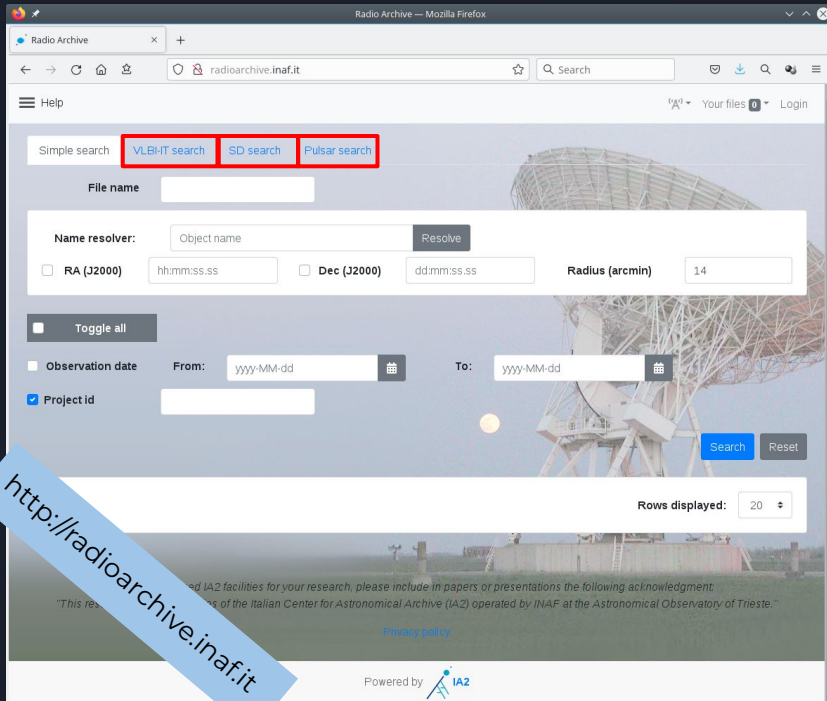 Radio Archive — Mozilla Firefox
Radio Archive
radioarchive.inaf.it
Search
Help
Your files 0
Login
Simple search
VLBI-IT search
SD search
Pulsar search
File name
Name resolver:
Object name
Resolve
RA (J2000)
hh:mm:ss.ss
Dec (J2000)
dd:mm:ss.ss
Radius (arcmin)
14
Toggle all
Observation date
From:
yyyy-MM-dd
To:
yyyy-MM-dd
Project id
Search
Reset
Rows displayed:
20
IA2 facilities for your research, please include in papers or presentations the following acknowledgment:
"This of the Italian Center for Astronomical Archive (IA2) operated by INAF at the Astronomical Observatory of Trieste."
Privacy policy
Powered by IA2
http://radioarchive.inaf.it